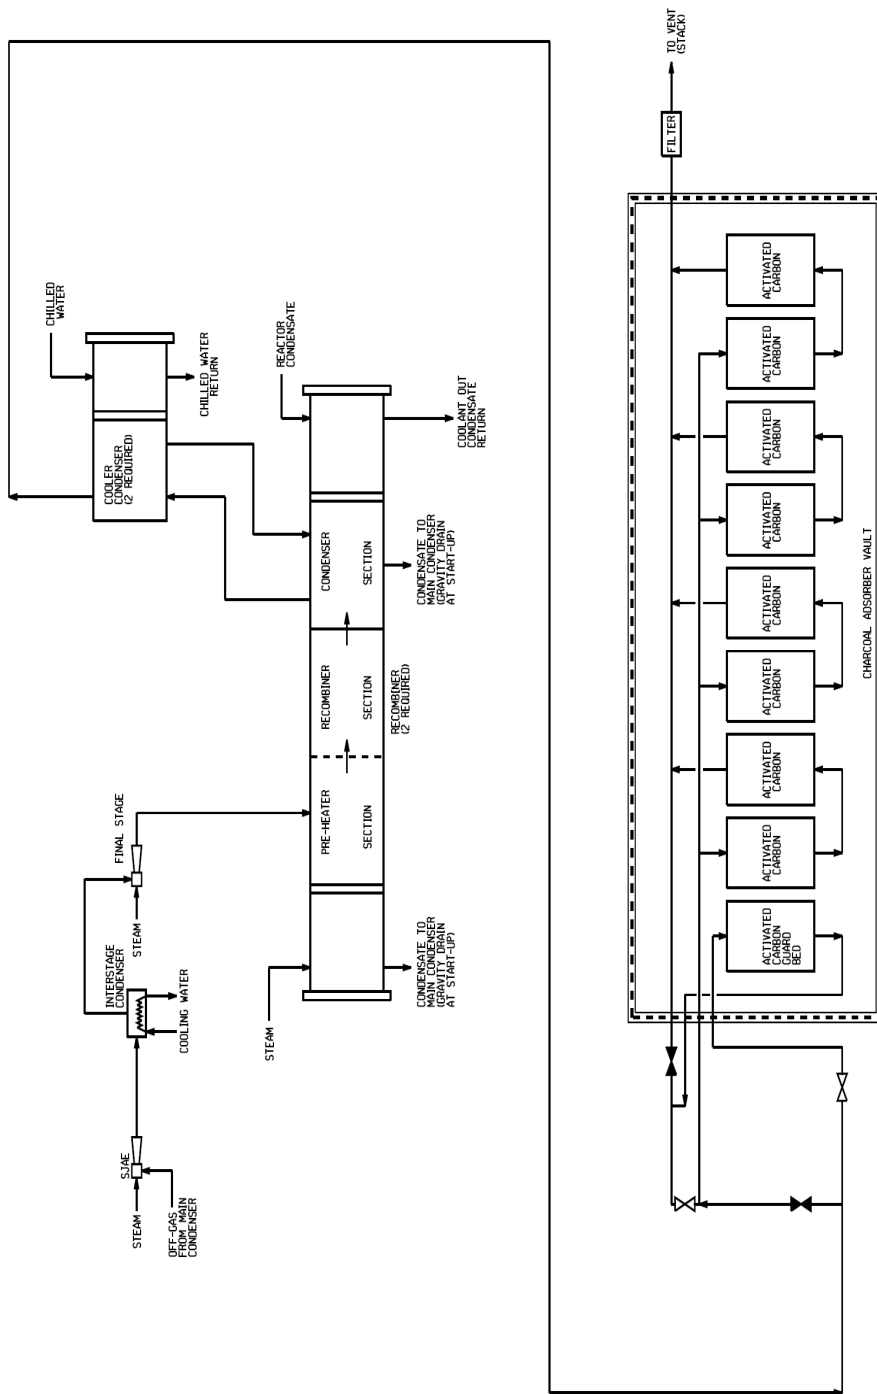 STEAM
OFF-GAS
FROM MAIN
CONDENSER
SJAE
INTERSTAGE
CONDENSER
COOLING WATER
STEAM
FINAL STAGE
STEAM
CONDENSATE TO
MAIN CONDENSER
(GRAVITY DRAIN
AT START-UP)
PRE-HEATER
SECTION
RECOMBINER
SECTION
RECOMBINER
(2 REQUIRED)
CONDENSER
SECTION
CONDENSATE TO
MAIN CONDENSER
(GRAVITY DRAIN
AT START-UP)
REACTOR
CONDENSATE
COOLANT OUT
CONDENSATE
RETURN
COOLER
CONDENSER
(2 REQUIRED)
CHILLED
WATER
CHILLED WATER
RETURN
ACTIVATED
CARBON
GUARD
BED
ACTIVATED
CARBON
ACTIVATED
CARBON
ACTIVATED
CARBON
ACTIVATED
CARBON
ACTIVATED
CARBON
ACTIVATED
CARBON
ACTIVATED
CARBON
ACTIVATED
CARBON
CHARCOAL ADSORBER VAULT
FILTER
TO VENT
(STACK)